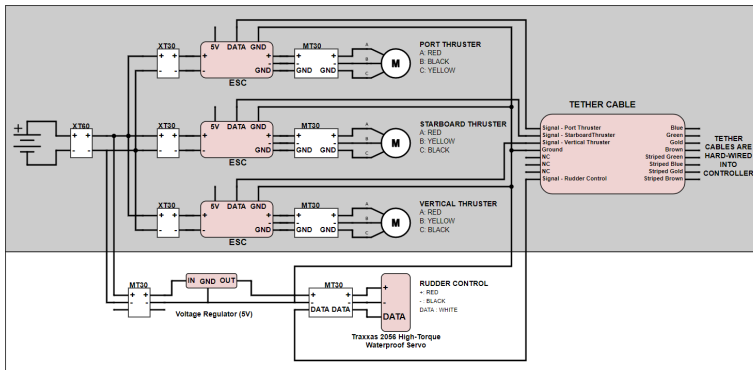 XT60
+ +
- -
XT30
+ +
- -
5V DATA GND
+ +
-
- GND
ESC
MT30
+ +
- -
GND GND
A
B
C
M
PORT THRUSTER
A: RED
B: BLACK
C: YELLOW
XT30
+ +
- -
5V DATA GND
+ +
-
- GND
ESC
MT30
+ +
- -
GND GND
A
B
C
M
STARBOARD THRUSTER
A: RED
B: YELLOW
C: BLACK
XT30
+ +
- -
5V DATA GND
+ +
-
- GND
ESC
MT30
+ +
- -
GND GND
A
B
C
M
VERTICAL THRUSTER
A: RED
B: YELLOW
C: BLACK
TETHER CABLE
Signal - Port Thruster Blue
Signal - StarboardThruster Green
Signal - Vertical Thruster Gold
Ground Brown
NC Striped Green
NC Striped Blue
NC Striped Gold
Signal - Rudder Control Striped Brown
TETHER
CABLES ARE
HARD-WIRED
INTO
CONTROLLER
MT30
+ +
- -
IN GND OUT
Voltage Regulator (5V)
MT30
+ +
- -
DATA DATA
+
-
DATA
Traxxas 2056 High-Torque
Waterproof Servo
RUDDER CONTROL
+: RED
- : BLACK
DATA : WHITE